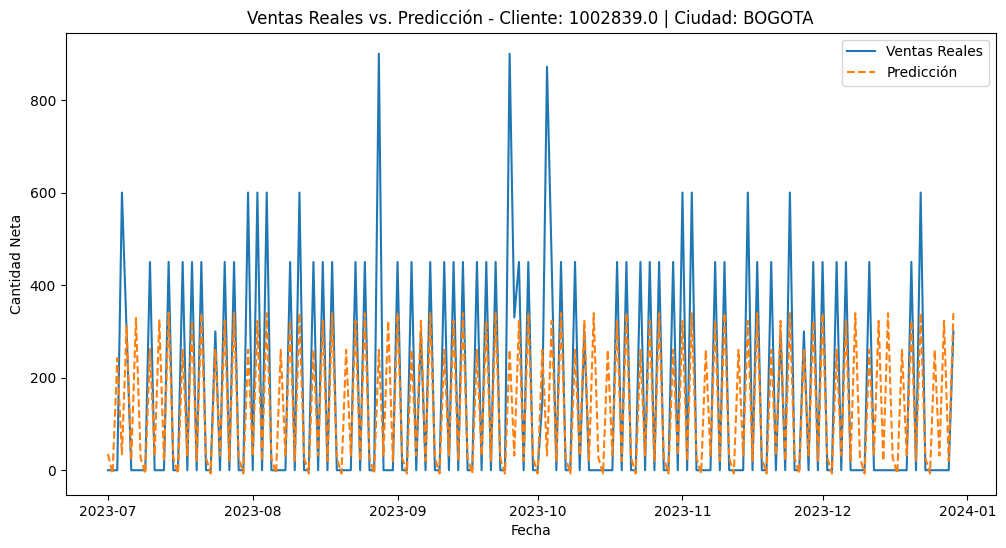 Ventas Reales vs. Predicción - Cliente: 1002839.0 | Ciudad: BOGOTA
Ventas Reales
Predicción
Cantidad Neta
800
600
400
200
0
2023-07
2023-08
2023-09
2023-10
2023-11
2023-12
2024-01
Fecha